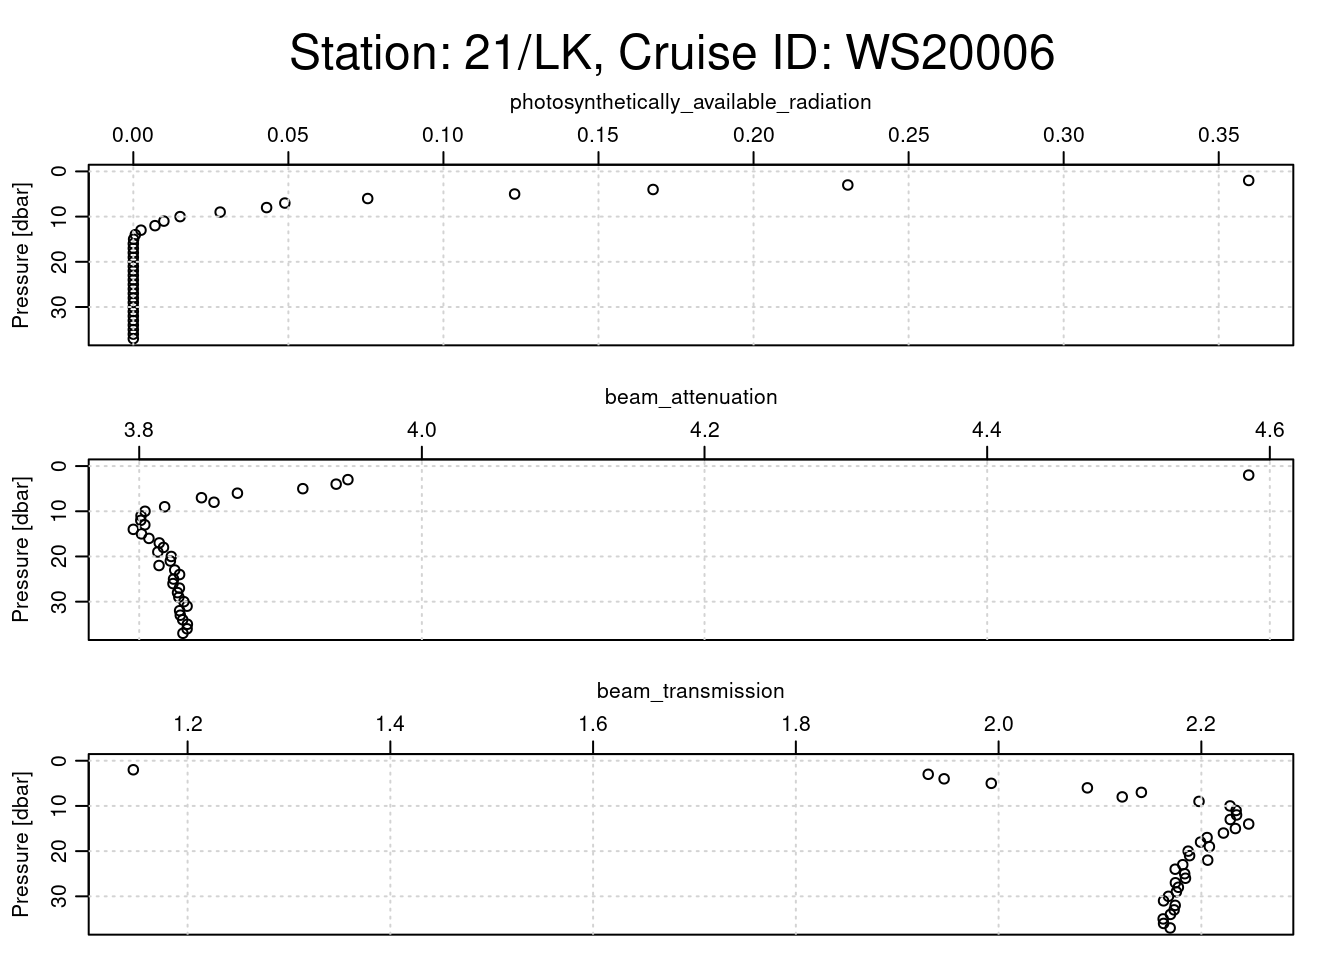 Station: 21/LK, Cruise ID: WS20006
photosynthetically_available_radiation
0.00 0.05 0.10 0.15 0.20 0.25 0.30 0.35
Pressure [dbar]
0 10 20 30
beam_attenuation
3.8 4.0 4.2 4.4 4.6
Pressure [dbar]
0 10 20 30
beam_transmission
1.2 1.4 1.6 1.8 2.0 2.2
Pressure [dbar]
0 10 20 30